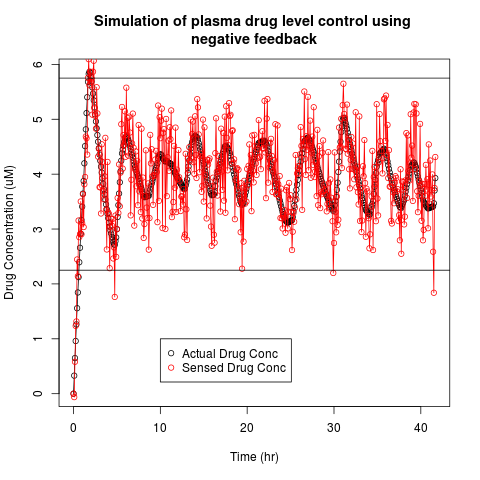 Simulation of plasma drug level control using
negative feedback
Drug Concentration (uM)
6
5
4
3
2
1
0
Actual Drug Conc
Sensed Drug Conc
0 10 20 30 40
Time (hr)